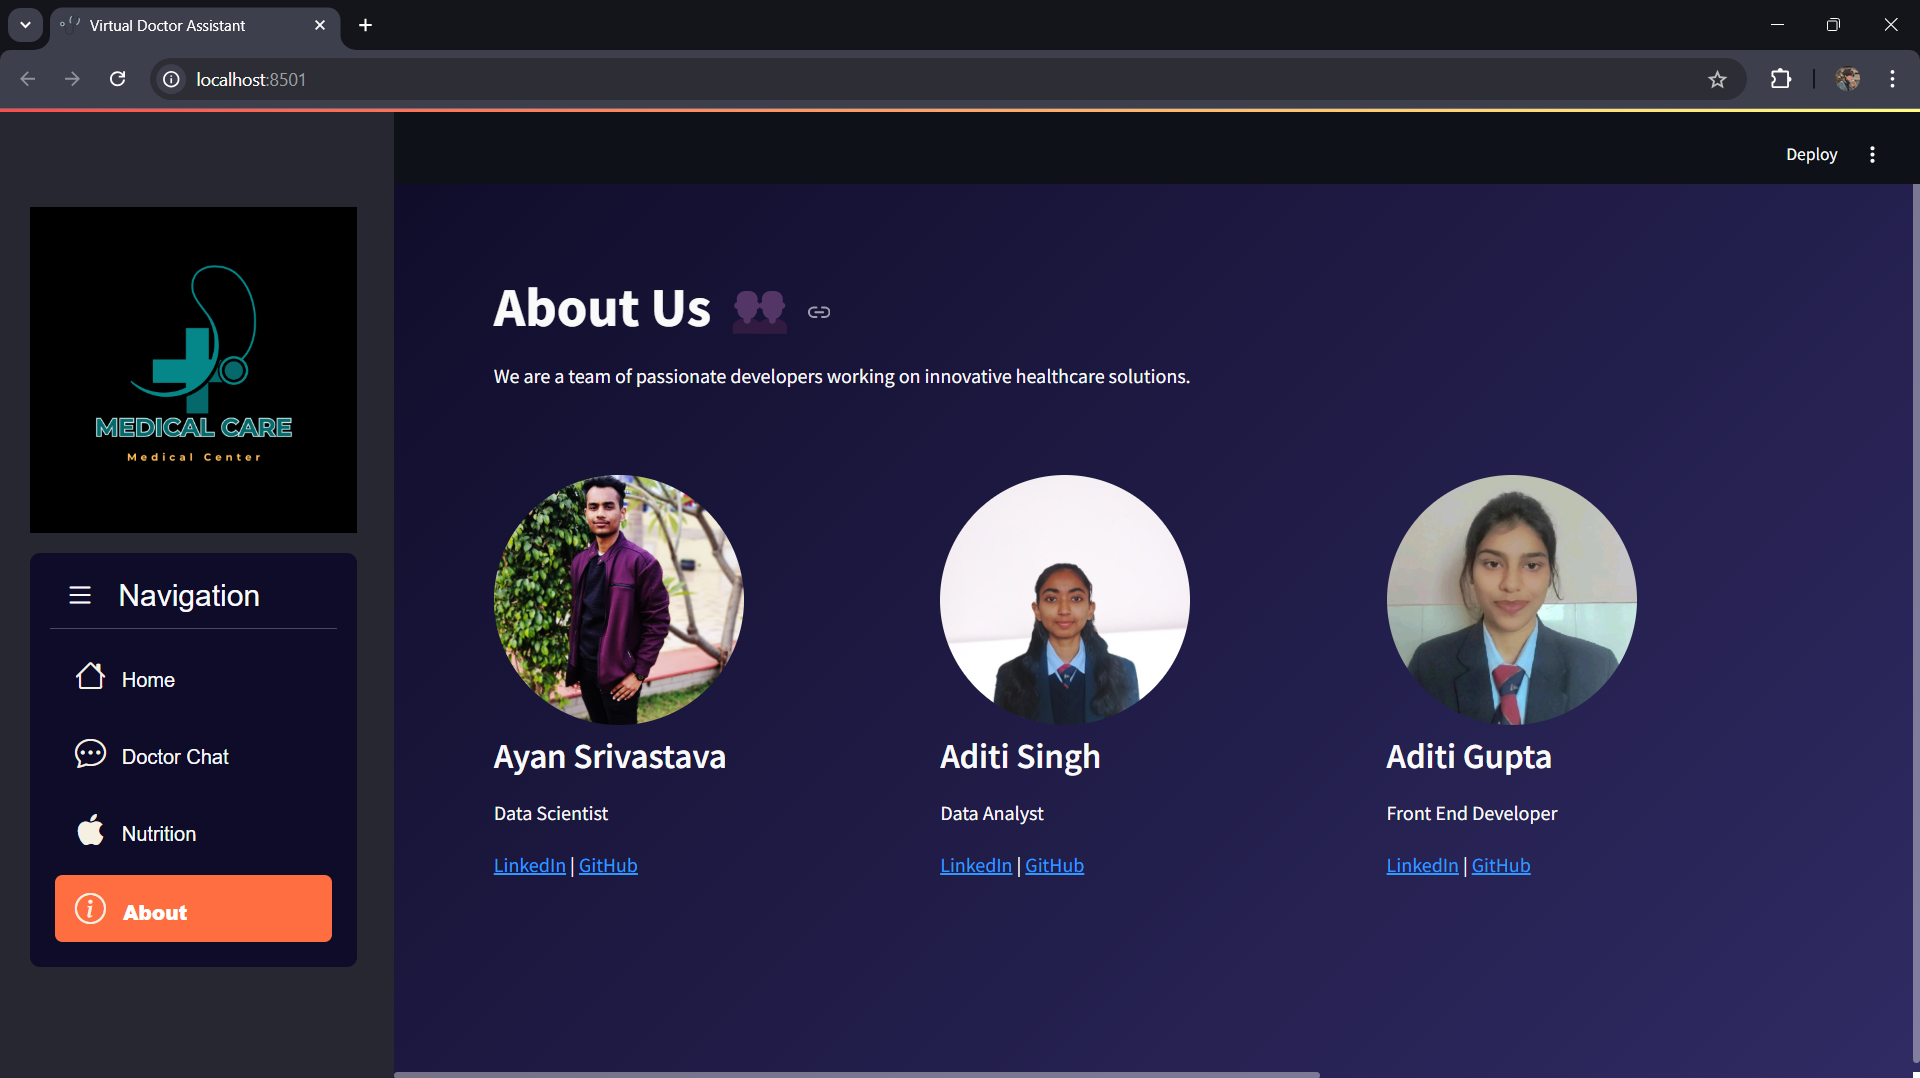 Virtual Doctor Assistant
localhost:8501
Deploy
MEDICAL CARE
Medical Center
Navigation
Home
Doctor Chat
Nutrition
About
About Us
We are a team of passionate developers working on innovative healthcare solutions.
Ayan Srivastava
Data Scientist
LinkedIn | GitHub
Aditi Singh
Data Analyst
LinkedIn | GitHub
Aditi Gupta
Front End Developer
LinkedIn | GitHub